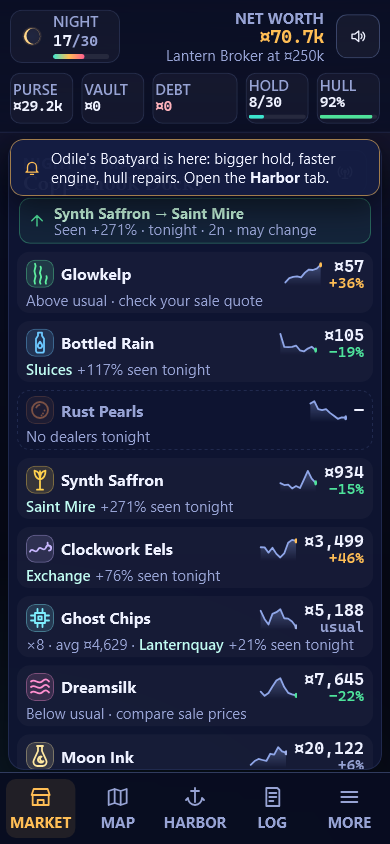 NIGHT
17/30
NET WORTH
¤70.7k
Lantern Broker at ¤250k
PURSE
¤29.2k
VAULT
¤0
DEBT
¤0
HOLD
8/30
HULL
92%
Odile's Boatyard is here: bigger hold, faster
engine, hull repairs. Open the Harbor tab.
Synth Saffron → Saint Mire
Seen +271% · tonight · 2n · may change
Glowkelp
¤57
+36%
Above usual · check your sale quote
Bottled Rain
¤105
−19%
Sluices +117% seen tonight
Rust Pearls
—
No dealers tonight
Synth Saffron
¤934
−15%
Saint Mire +271% seen tonight
Clockwork Eels
¤3,499
+46%
Exchange +76% seen tonight
Ghost Chips
¤5,188
usual
×8 · avg ¤4,629 · Lanternquay +21% seen tonight
Dreamsilk
¤7,645
−22%
Below usual · compare sale prices
Moon Ink
¤20,122
+6%
MARKET
MAP
HARBOR
LOG
MORE